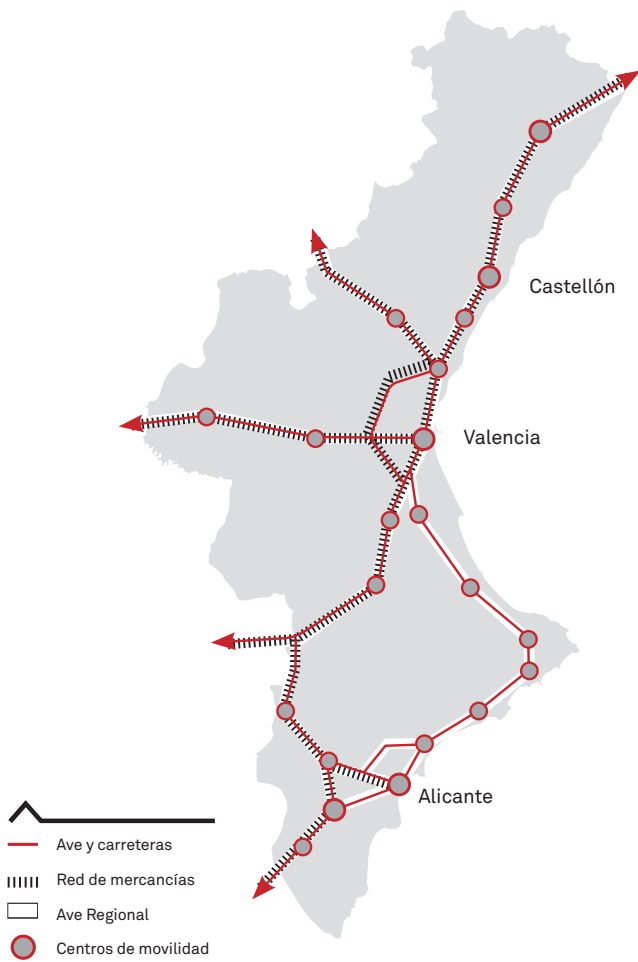 Castellón
Valencia
Alicante
Ave y carreteras
Red de mercancías
Ave Regional
Centros de movilidad